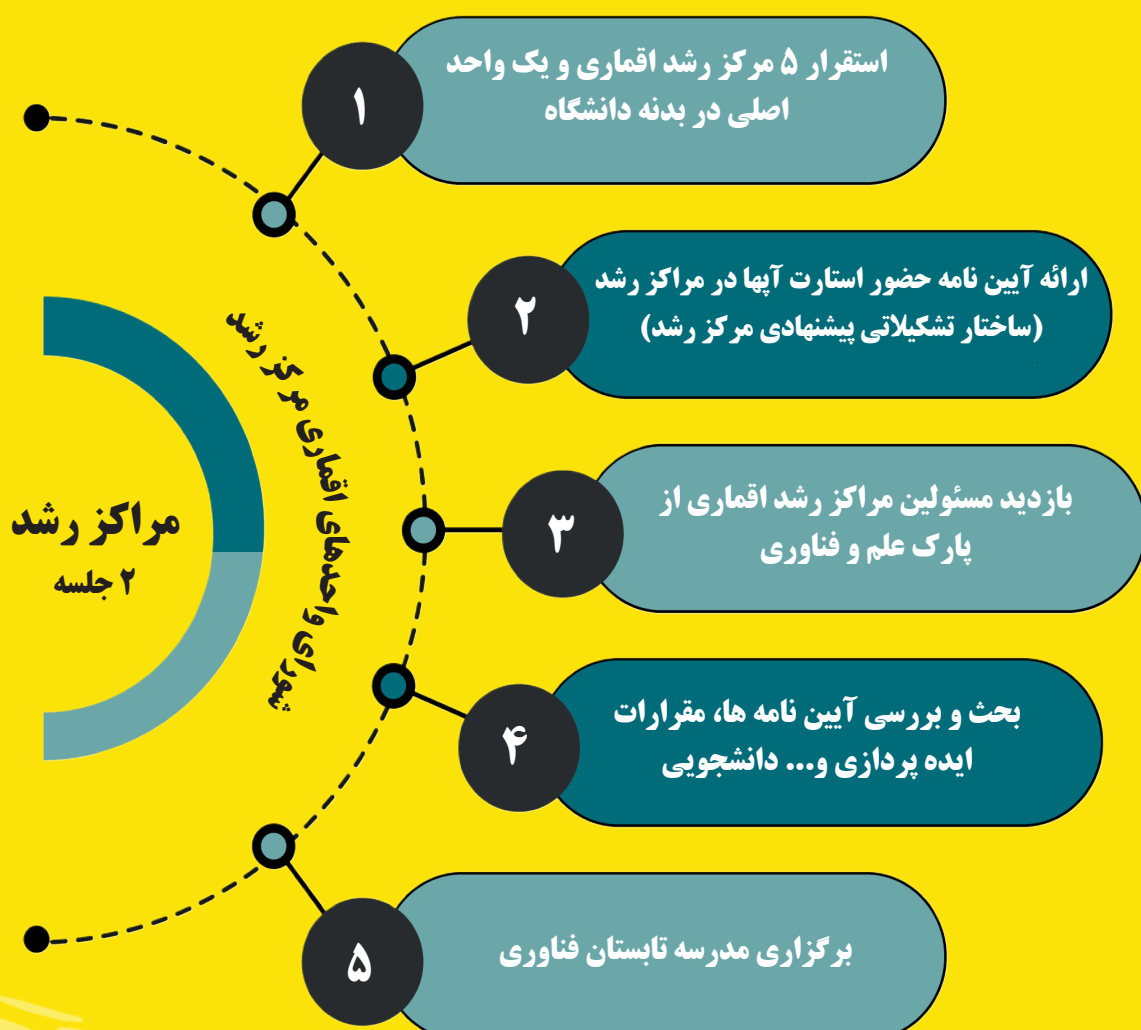 ۱
استقرار ۵ مرکز رشد اقماری و یک واحد
اصلی در بدنه دانشگاه
۲
ارائه آیین نامه حضور استارت آپها در مراکز رشد
(ساختار تشکیلاتی پیشنهادی مرکز رشد)
مراکز رشد
۲ جلسه
شورای واحدهای اقماری مرکز رشد
۳
بازدید مسئولین مراکز رشد اقماری از
پارک علم و فناوری
۴
بحث و بررسی آیین نامه ها، مقرارات
ایده پردازی و... دانشجویی
۵
برگزاری مدرسه تابستان فناوری